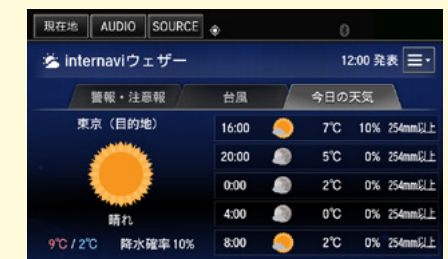 現在地 AUDIO SOURCE 0
internaviウェザー 12:00 発表
警報・注意報 台風 今日の天気
東京（目的地）
晴れ
9℃ / 2℃ 降水確率10%
16:00 7℃ 10% 254mm以上
20:00 5℃ 0% 254mm以上
0:00 2℃ 0% 254mm以上
4:00 0℃ 0% 254mm以上
8:00 2℃ 0% 254mm以上